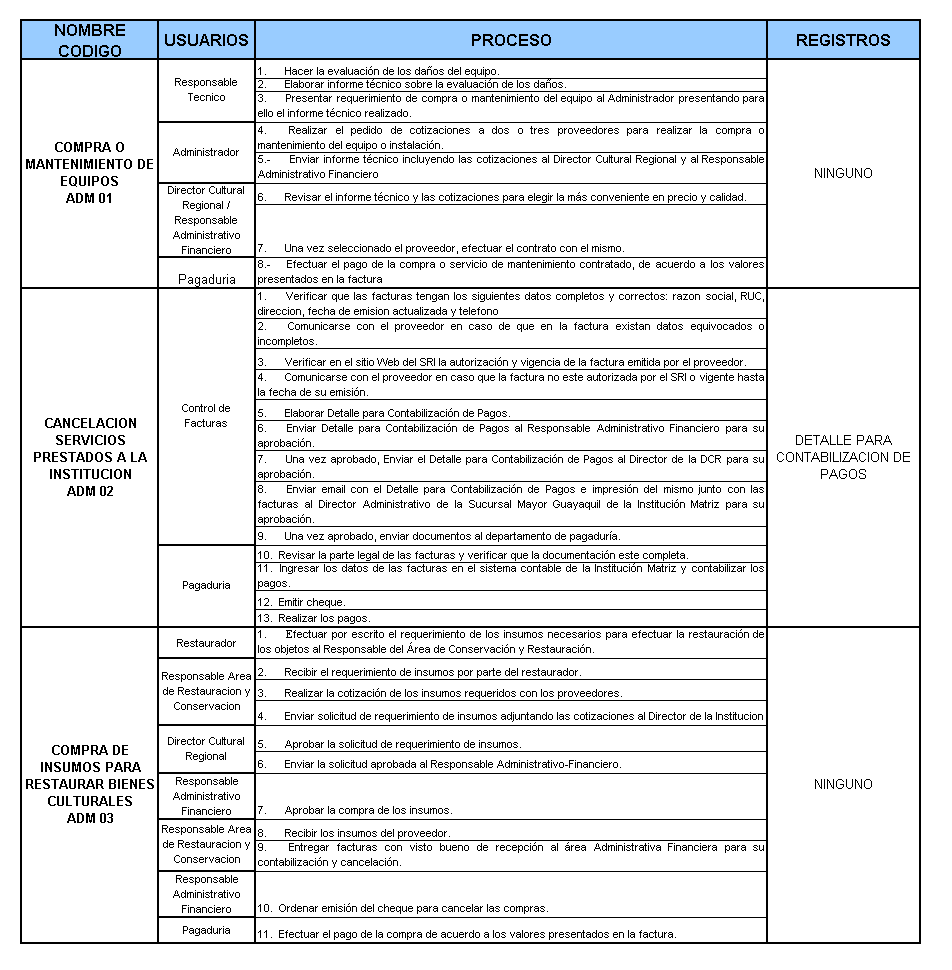 NOMBRE
CODIGO
USUARIOS
PROCESO
REGISTROS
COMPRA O
MANTENIMIENTO DE
EQUIPOS
ADM 01
Responsable
Tecnico
1. Hacer la evaluación de los daños del equipo.
2. Elaborar informe técnico sobre la evaluación de los daños.
3. Presentar requerimiento de compra o mantenimiento del equipo al Administrador presentando para
ello el informe técnico realizado.
Administrador
4. Realizar el pedido de cotizaciones a dos o tres proveedores para realizar la compra o
mantenimiento del equipo o instalación.
5.- Enviar informe técnico incluyendo las cotizaciones al Director Cultural Regional y al Responsable
Administrativo Financiero
Director Cultural
Regional /
Responsable
Administrativo
Financiero
6. Revisar el informe técnico y las cotizaciones para elegir la más conveniente en precio y calidad.
7. Una vez seleccionado el proveedor, efectuar el contrato con el mismo.
Pagaduria
8.- Efectuar el pago de la compra o servicio de mantenimiento contratado, de acuerdo a los valores
presentados en la factura
NINGUNO
CANCELACION
SERVICIOS
PRESTADOS A LA
INSTITUCION
ADM 02
Control de
Facturas
1. Verificar que las facturas tengan los siguientes datos completos y correctos: razon social, RUC,
direccion, fecha de emision actualizada y telefono
2. Comunicarse con el proveedor en caso de que en la factura existan datos equivocados o
incompletos.
3. Verificar en el sitio Web del SRI la autorización y vigencia de la factura emitida por el proveedor.
4. Comunicarse con el proveedor en caso que la factura no este autorizada por el SRI o vigente hasta
la fecha de su emisión.
5. Elaborar Detalle para Contabilización de Pagos.
6. Enviar Detalle para Contabilización de Pagos al Responsable Administrativo Financiero para su
aprobación.
7. Una vez aprobado, Enviar el Detalle para Contabilización de Pagos al Director de la DCR para su
aprobación.
8. Enviar email con el Detalle para Contabilización de Pagos e impresión del mismo junto con las
facturas al Director Administrativo de la Sucursal Mayor Guayaquil de la Institución Matriz para su
aprobación.
9. Una vez aprobado, enviar documentos al departamento de pagaduría.
Pagaduria
10. Revisar la parte legal de las facturas y verificar que la documentación este completa.
11. Ingresar los datos de las facturas en el sistema contable de la Institución Matriz y contabilizar los
pagos.
12. Emitir cheque.
13. Realizar los pagos.
DETALLE PARA
CONTABILIZACION DE
PAGOS
COMPRA DE
INSUMOS PARA
RESTAURAR BIENES
CULTURALES
ADM 03
Restaurador
1. Efectuar por escrito el requerimiento de los insumos necesarios para efectuar la restauración de
los objetos al Responsable del Área de Conservación y Restauración.
Responsable Area
de Restauracion y
Conservacion
2. Recibir el requerimiento de insumos por parte del restaurador.
3. Realizar la cotización de los insumos requeridos con los proveedores.
4. Enviar solicitud de requerimiento de insumos adjuntando las cotizaciones al Director de la Institucion
Director Cultural
Regional
5. Aprobar la solicitud de requerimiento de insumos.
6. Enviar la solicitud aprobada al Responsable Administrativo-Financiero.
Responsable
Administrativo
Financiero
7. Aprobar la compra de los insumos.
Responsable Area
de Restauracion y
Conservacion
8. Recibir los insumos del proveedor.
9. Entregar facturas con visto bueno de recepción al área Administrativa Financiera para su
contabilización y cancelación.
Responsable
Administrativo
Financiero
10. Ordenar emisión del cheque para cancelar las compras.
Pagaduria
11. Efectuar el pago de la compra de acuerdo a los valores presentados en la factura.
NINGUNO